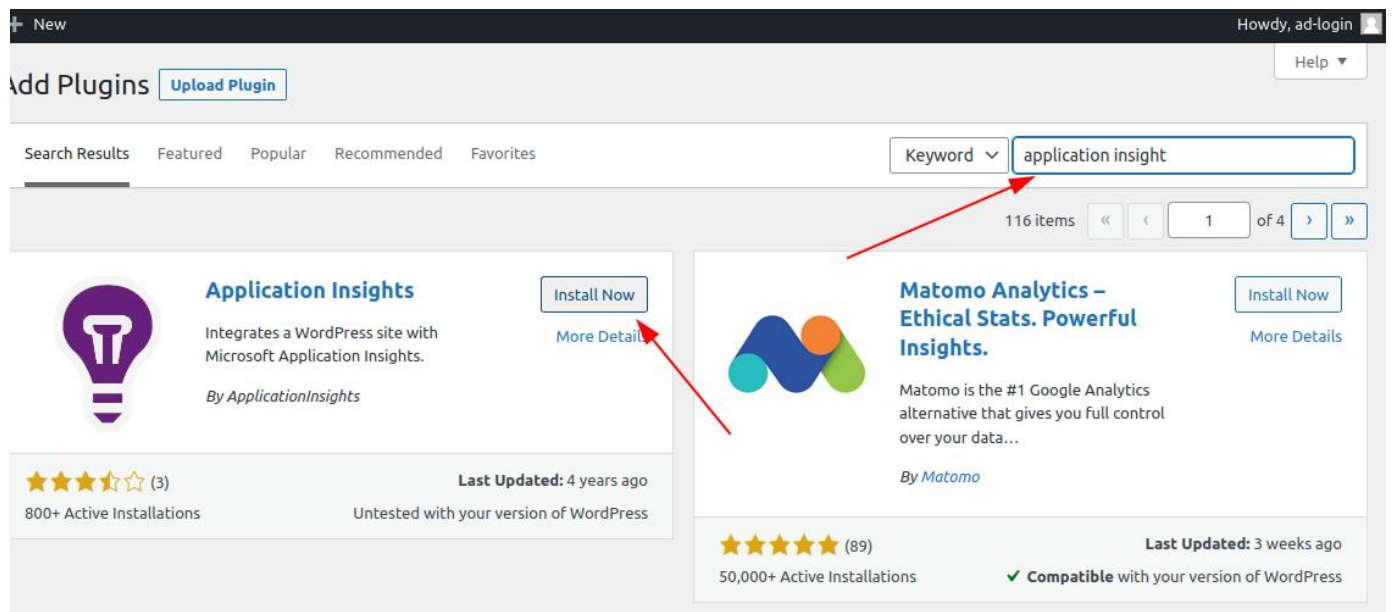 New
Howdy, ad-login
Help
Add Plugins
Upload Plugin
Search Results
Featured
Popular
Recommended
Favorites
Keyword
application insight
116 items
«
‹
1
of 4
›
»
Application Insights
Install Now
More Details
Integrates a WordPress site with
Microsoft Application Insights.
By ApplicationInsights
(3)
Last Updated: 4 years ago
800+ Active Installations
Untested with your version of WordPress
Matomo Analytics –
Ethical Stats. Powerful
Insights.
Install Now
More Details
Matomo is the #1 Google Analytics
alternative that gives you full control
over your data…
By Matomo
(89)
Last Updated: 3 weeks ago
50,000+ Active Installations
Compatible with your version of WordPress